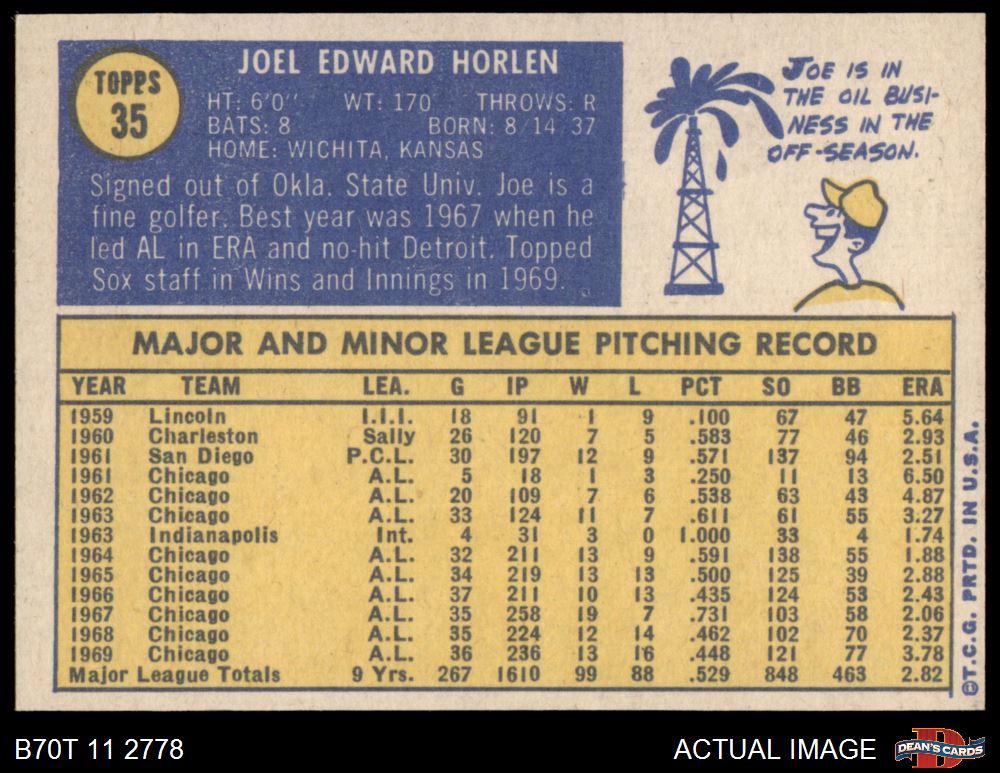 TOPPS
35
JOEL EDWARD HORLEN
HT: 6'0" WT: 170 THROWS: R
BATS: 8 BORN: 8/14/37
HOME: WICHITA, KANSAS
Signed out of Okla. State Univ. Joe is a
fine golfer. Best year was 1967 when he
led AL in ERA and no-hit Detroit. Topped
Sox staff in Wins and Innings in 1969.
JOE IS IN
THE OIL BUSI-
NESS IN THE
OFF-SEASON.
MAJOR AND MINOR LEAGUE PITCHING RECORD
YEAR TEAM LEA. G IP W L PCT SO BB ERA
1959 Lincoln I.I.I. 18 91 1 9 .100 67 47 5.64
1960 Charleston Sally 26 120 7 5 .583 77 46 2.93
1961 San Diego P.C.L. 30 197 12 9 .571 137 94 2.51
1961 Chicago A.L. 5 18 1 3 .250 11 13 6.50
1962 Chicago A.L. 20 109 7 6 .538 63 43 4.87
1963 Chicago A.L. 33 124 11 7 .611 61 55 3.27
1963 Indianapolis Int. 4 31 3 0 1.000 33 4 1.74
1964 Chicago A.L. 32 211 13 9 .591 138 55 1.88
1965 Chicago A.L. 34 219 13 13 .500 125 39 2.88
1966 Chicago A.L. 37 211 10 13 .435 124 53 2.43
1967 Chicago A.L. 35 258 19 7 .731 103 58 2.06
1968 Chicago A.L. 35 224 12 14 .462 102 70 2.37
1969 Chicago A.L. 36 236 13 16 .448 121 77 3.78
Major League Totals 9 Yrs. 267 1610 99 88 .529 848 463 2.82
©T.C.G. PRTD. IN U.S.A.
B70T 11 2778
ACTUAL IMAGE
D
DEAN'S CARDS